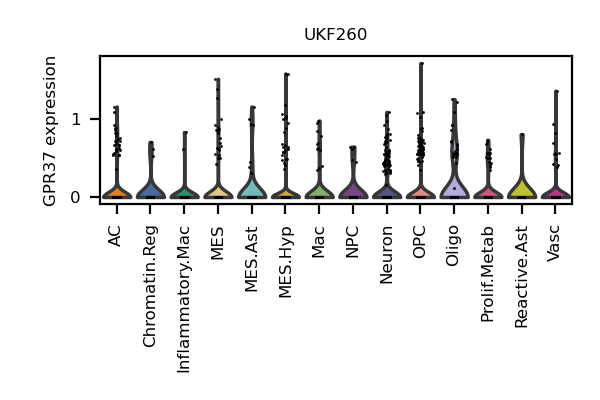 UKF260
GPR37 expression
1
0
AC
Chromatin.Reg
Inflammatory.Mac
MES
MES.Ast
MES.Hyp
Mac
NPC
Neuron
OPC
Oligo
Prolif.Metab
Reactive.Ast
Vasc